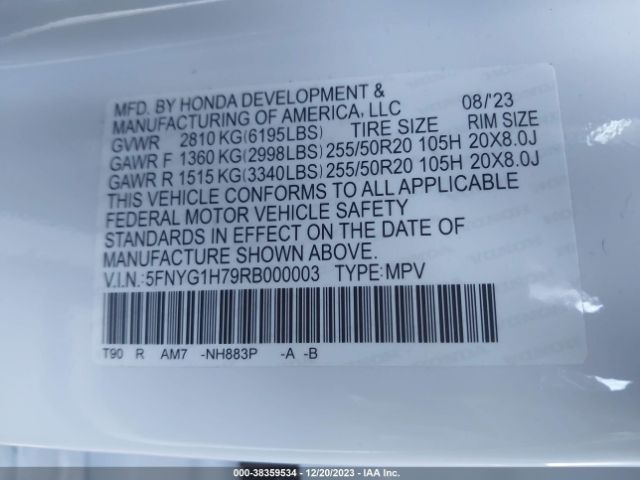 MFD. BY HONDA DEVELOPMENT &
MANUFACTURING OF AMERICA, LLC 08/'23
GVWR 2810 KG(6195LBS) TIRE SIZE RIM SIZE
GAWR F 1360 KG(2998LBS) 255/50R20 105H 20X8.0J
GAWR R 1515 KG(3340LBS) 255/50R20 105H 20X8.0J
THIS VEHICLE CONFORMS TO ALL APPLICABLE
FEDERAL MOTOR VEHICLE SAFETY
STANDARDS IN EFFECT ON THE DATE OF
MANUFACTURE SHOWN ABOVE.
V.I.N.:5FNYG1H79RB000003 TYPE:MPV
T90 R AM7 -NH883P -A -B
000-38359534 - 12/20/2023 - IAA Inc.